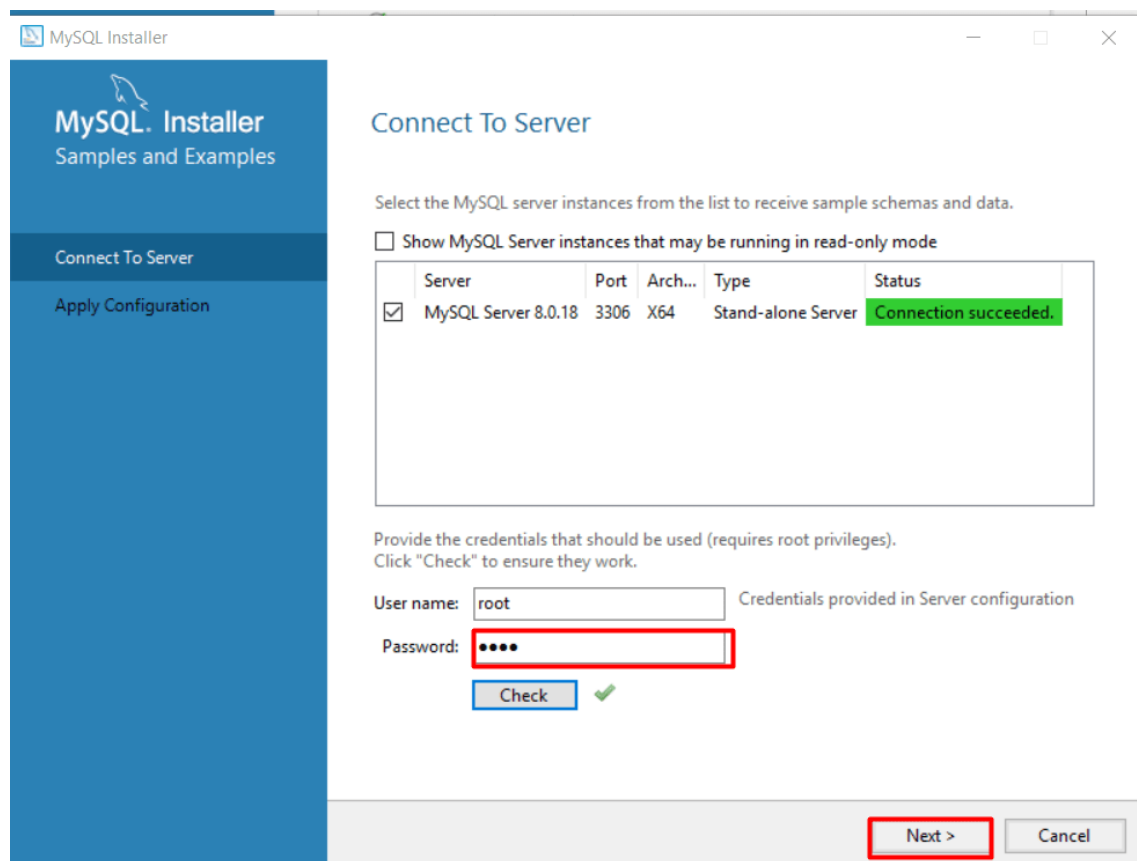 MySQL Installer
MySQL. Installer
Samples and Examples
Connect To Server
Apply Configuration
Connect To Server
Select the MySQL server instances from the list to receive sample schemas and data.
Show MySQL Server instances that may be running in read-only mode
Server Port Arch... Type Status
MySQL Server 8.0.18 3306 X64 Stand-alone Server Connection succeeded.
Provide the credentials that should be used (requires root privileges).
Click "Check" to ensure they work.
User name: root Credentials provided in Server configuration
Password: ●●●●
Check
Next > Cancel